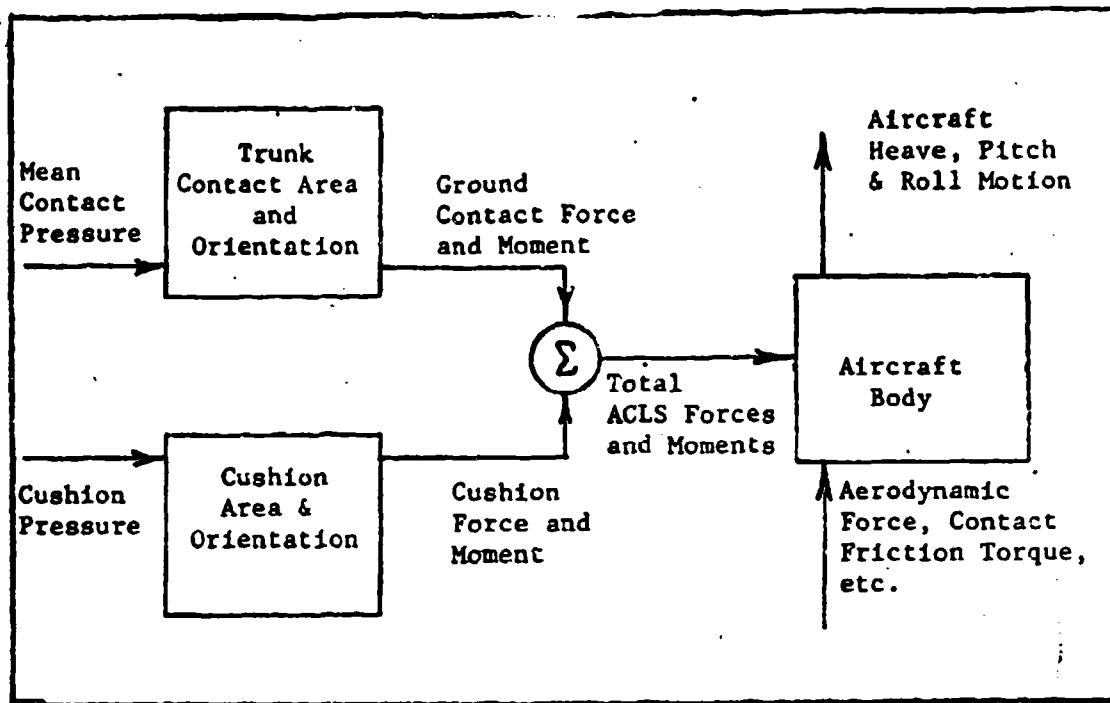 Mean
Contact
Pressure
Trunk
Contact Area
and
Orientation
Ground
Contact Force
and Moment
Aircraft
Heave, Pitch
& Roll Motion
Σ
Total
ACLS Forces
and Moments
Aircraft
Body
Cushion
Pressure
Cushion
Area &
Orientation
Cushion
Force and
Moment
Aerodynamic
Force, Contact
Friction Torque,
etc.